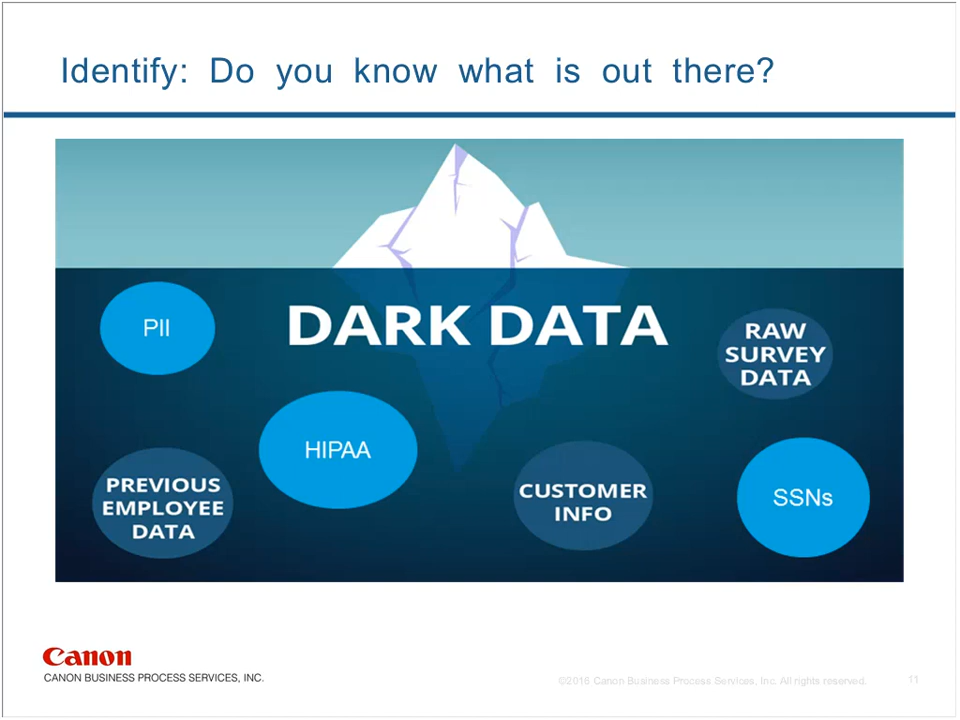 Identify: Do you know what is out there?
DARK DATA
PII
RAW
SURVEY
DATA
HIPAA
PREVIOUS
EMPLOYEE
DATA
CUSTOMER
INFO
SSNs
Canon
CANON BUSINESS PROCESS SERVICES, INC.
©2016 Canon Business Process Services, Inc. All rights reserved.
11